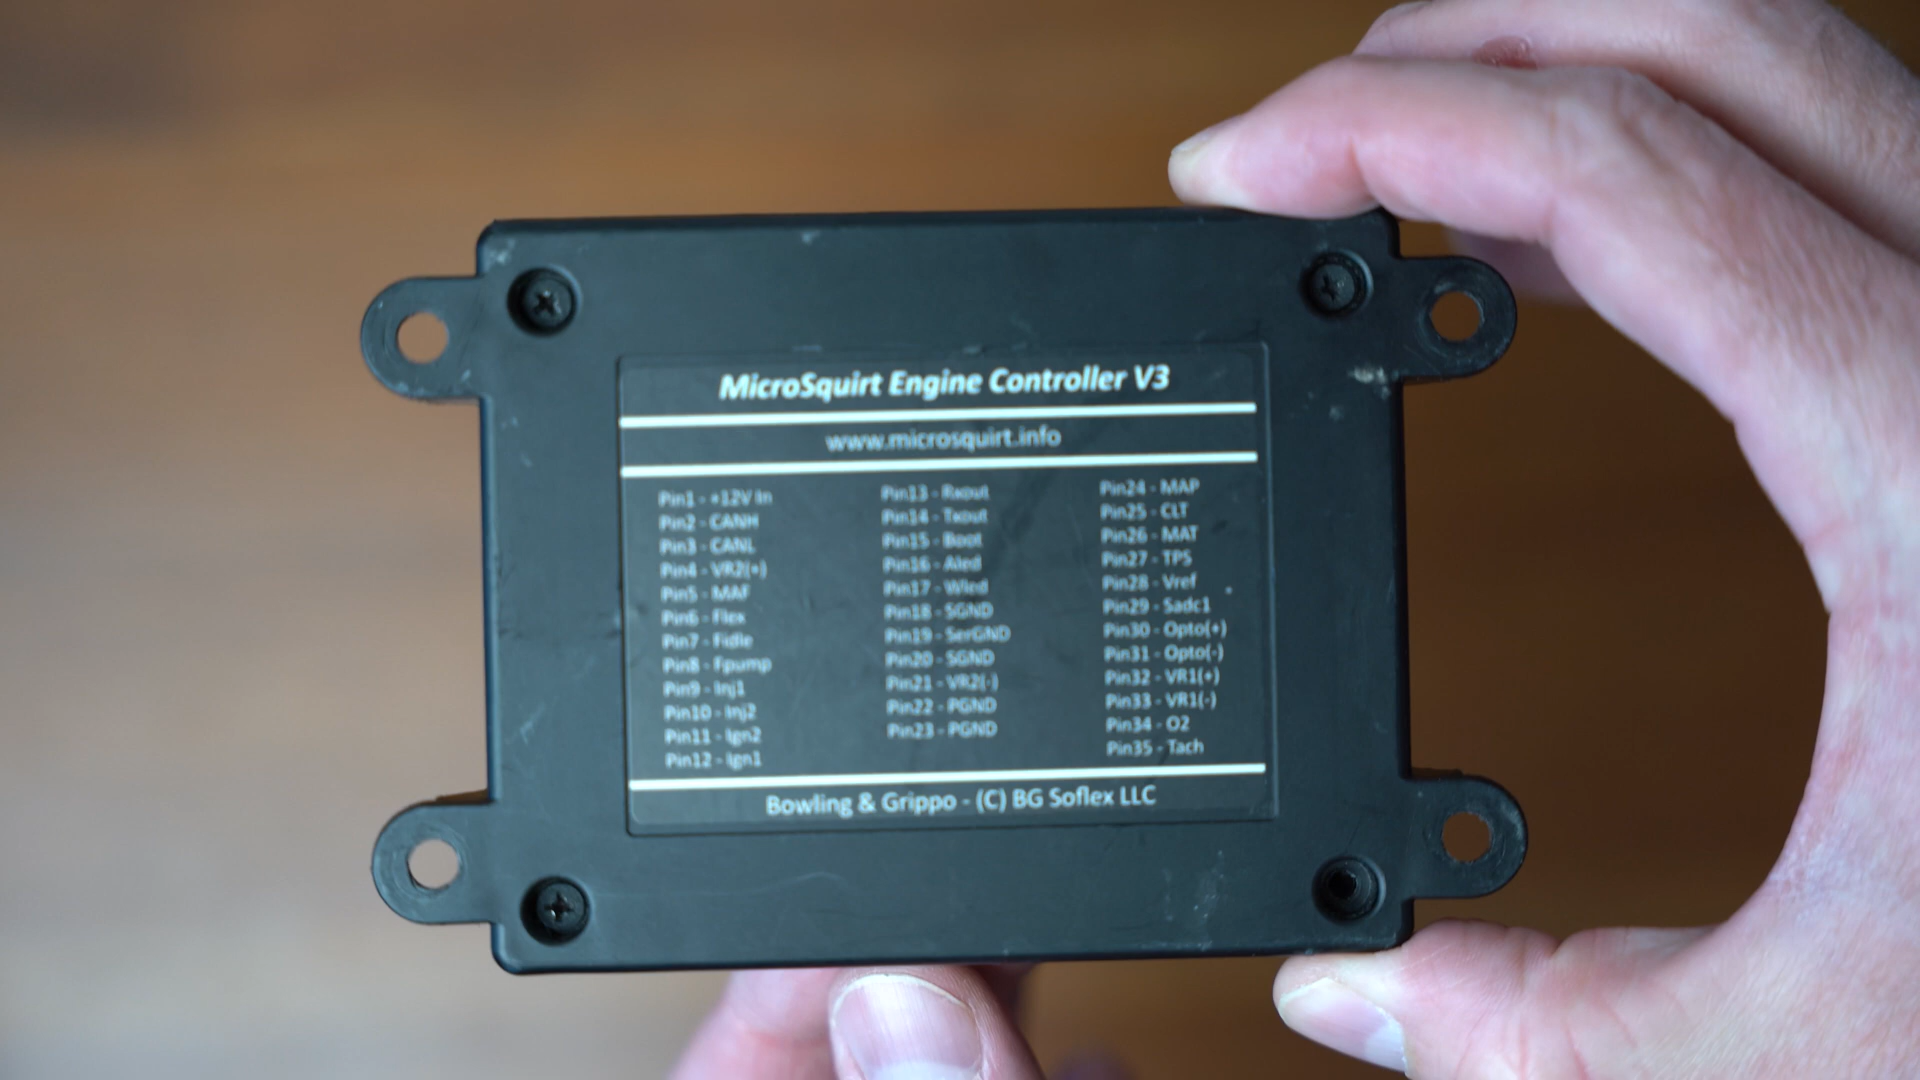 MicroSquirt Engine Controller V3
www.microsquirt.info
Pin1 - +12V In
Pin2 - CANH
Pin3 - CANL
Pin4 - VR2(+)
Pin5 - MAF
Pin6 - Flex
Pin7 - Fidle
Pin8 - Fpump
Pin9 - Inj1
Pin10 - Inj2
Pin11 - Ign2
Pin12 - Ign1
Pin13 - Rxout
Pin14 - Txout
Pin15 - Boot
Pin16 - Aled
Pin17 - Wled
Pin18 - SGND
Pin19 - SerGND
Pin20 - SGND
Pin21 - VR2(-)
Pin22 - PGND
Pin23 - PGND
Pin24 - MAP
Pin25 - CLT
Pin26 - MAT
Pin27 - TPS
Pin28 - Vref
Pin29 - Sadc1
Pin30 - Opto(+)
Pin31 - Opto(-)
Pin32 - VR1(+)
Pin33 - VR1(-)
Pin34 - O2
Pin35 - Tach
Bowling & Grippo - (C) BG Soflex LLC